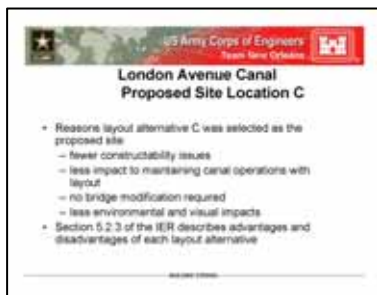 US Army Corps of Engineers
Team New Orleans
London Avenue Canal
Proposed Site Location C
• Reasons layout alternative C was selected as the
proposed site
– fewer constructability issues
– less impact to maintaining canal operations with
layout
– no bridge modification required
– less environmental and visual impacts
• Section 5.2.3 of the IER describes advantages and
disadvantages of each layout alternative
BUILDING STRONG